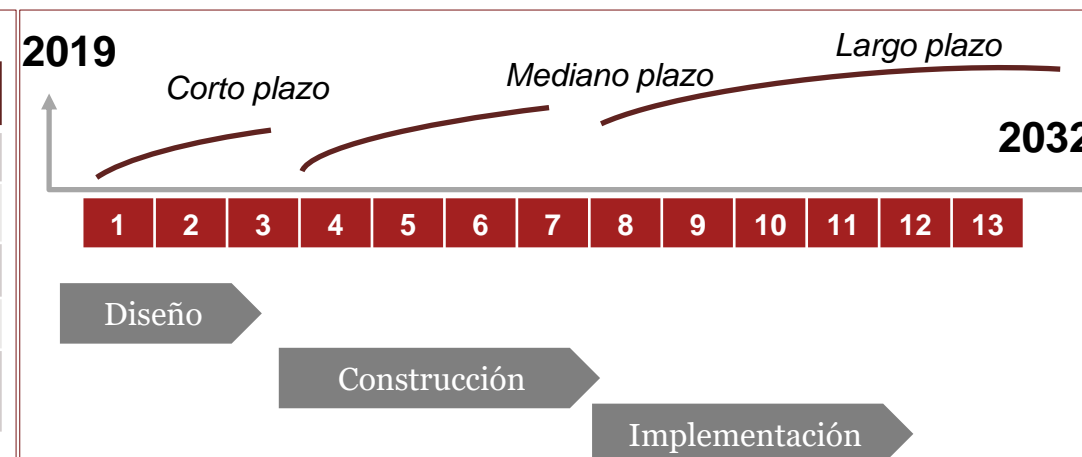 2019
Corto plazo
Mediano plazo
Largo plazo
2032
1 2 3 4 5 6 7 8 9 10 11 12 13
Diseño
Construcción
Implementación